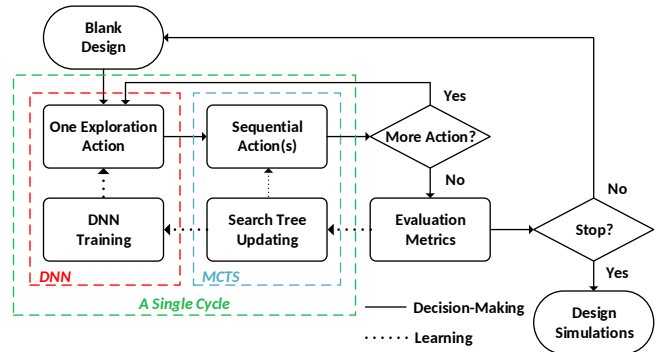 Blank
Design
Yes
One Exploration
Action
Sequential
Action(s)
More Action?
No
No
DNN
Training
Search Tree
Updating
Evaluation
Metrics
Stop?
DNN
MCTS
Yes
A Single Cycle
Decision-Making
Learning
Design
Simulations